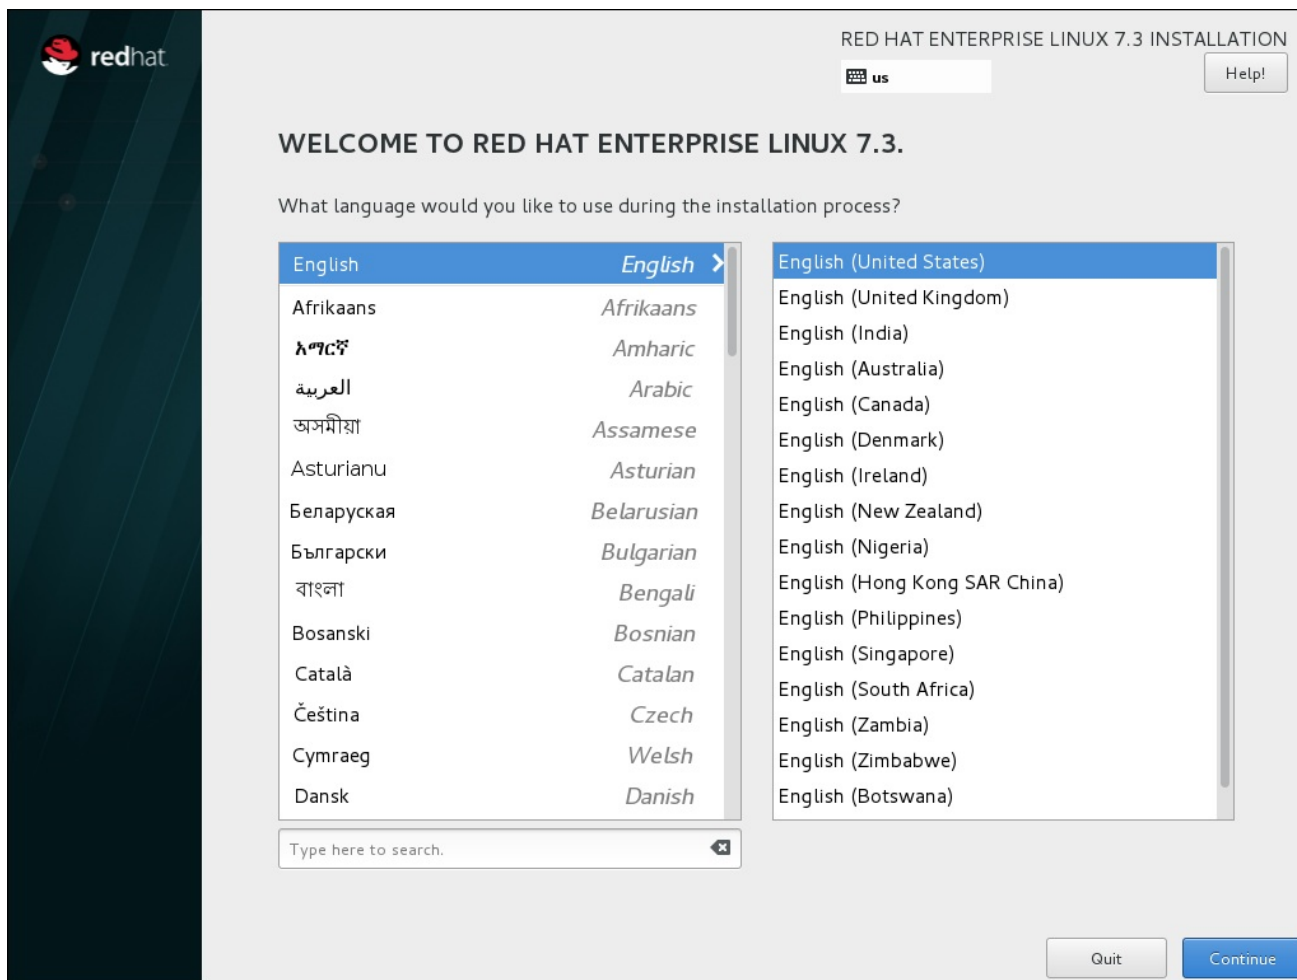 redhat
RED HAT ENTERPRISE LINUX 7.3 INSTALLATION
us
Help!
WELCOME TO RED HAT ENTERPRISE LINUX 7.3.
What language would you like to use during the installation process?
English English
Afrikaans Afrikaans
አማርኛ Amharic
العربية Arabic
অসমীয়া Assamese
Asturianu Asturian
Беларуская Belarusian
Български Bulgarian
বাংলা Bengali
Bosanski Bosnian
Català Catalan
Čeština Czech
Cymraeg Welsh
Dansk Danish
Type here to search.
English (United States)
English (United Kingdom)
English (India)
English (Australia)
English (Canada)
English (Denmark)
English (Ireland)
English (New Zealand)
English (Nigeria)
English (Hong Kong SAR China)
English (Philippines)
English (Singapore)
English (South Africa)
English (Zambia)
English (Zimbabwe)
English (Botswana)
Quit
Continue